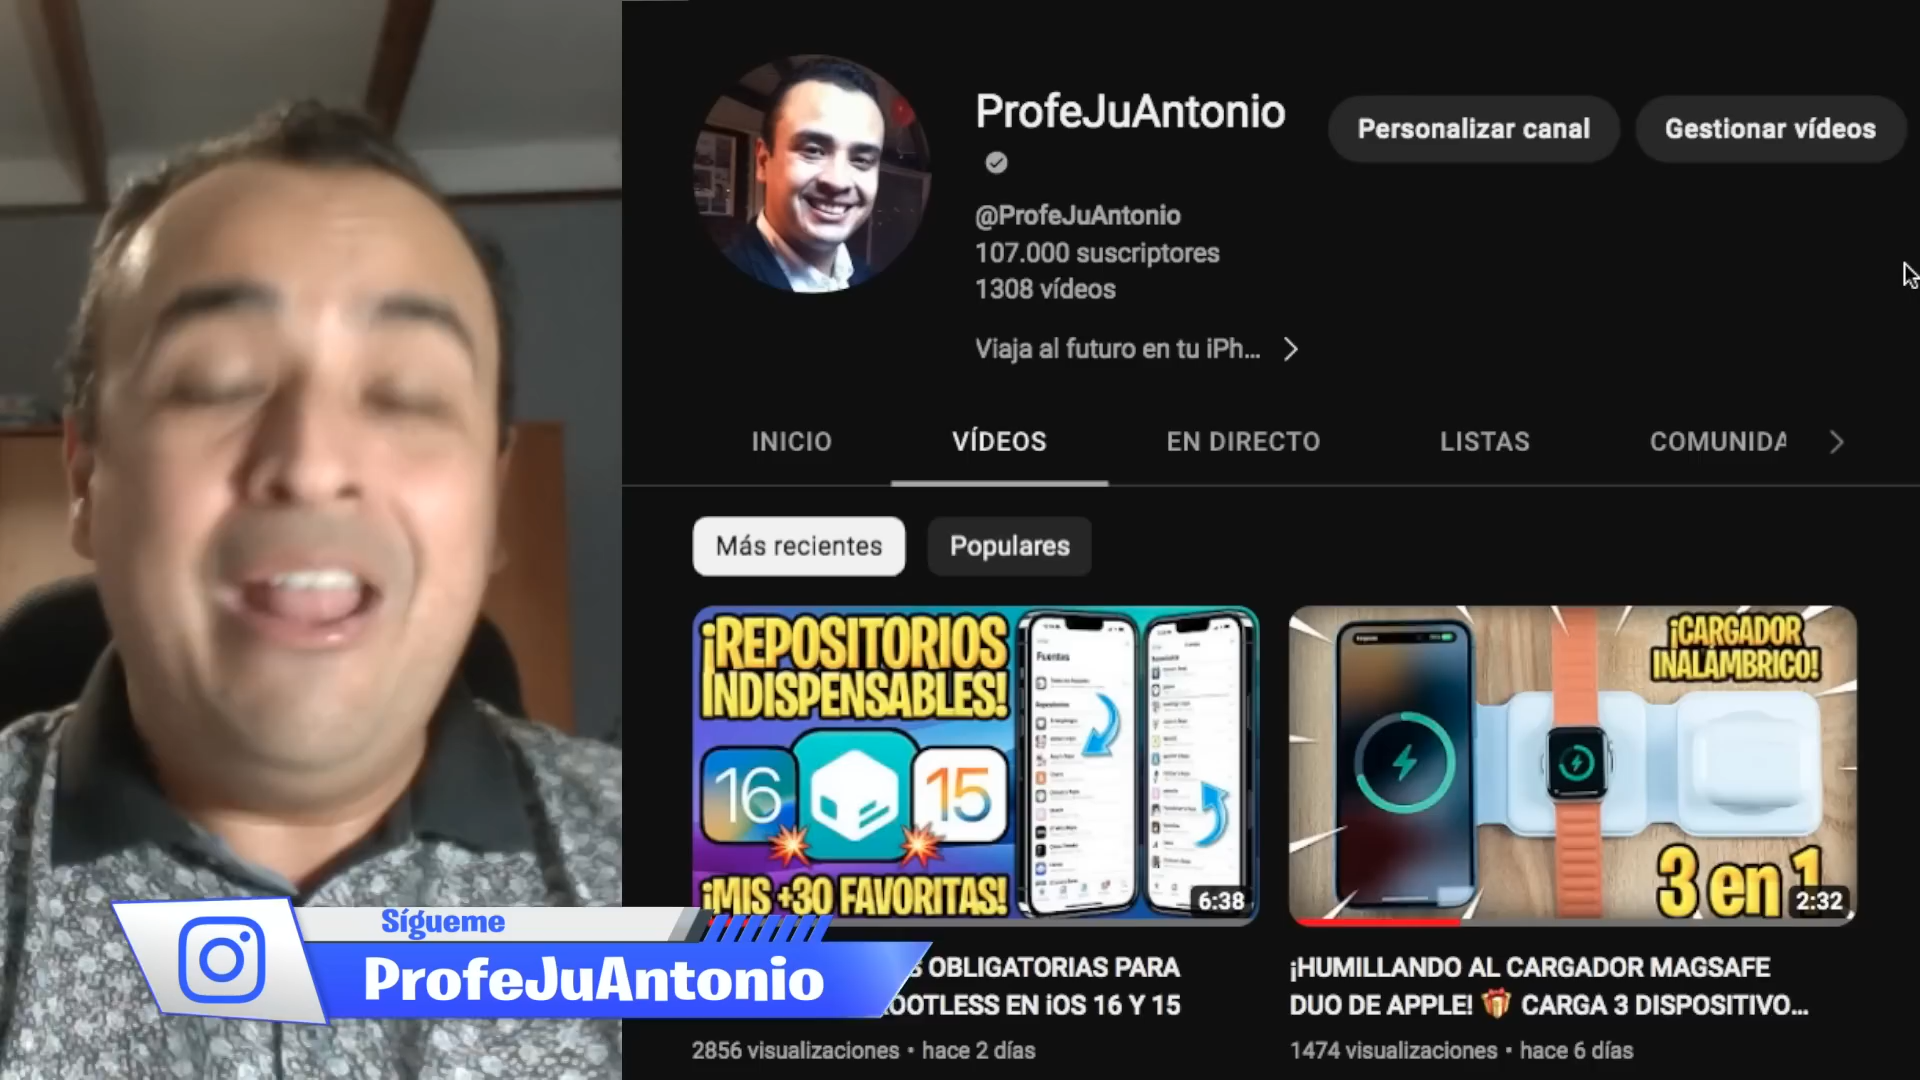 ProfeJuAntonio
Personalizar canal
Gestionar vídeos
@ProfeJuAntonio
107.000 suscriptores
1308 vídeos
Viaja al futuro en tu iPh...
INICIO
VÍDEOS
EN DIRECTO
LISTAS
COMUNIDA
Más recientes
Populares
¡REPOSITORIOS
INDISPENSABLES!
Fuentes
16
15
¡MIS +30 FAVORITAS!
6:38
¡CARGADOR
INALÁMBRICO!
3 en 1
2:32
OBLIGATORIAS PARA
OOTLESS EN iOS 16 Y 15
2856 visualizaciones • hace 2 días
¡HUMILLANDO AL CARGADOR MAGSAFE
DUO DE APPLE! 🎁 CARGA 3 DISPOSITIVO...
1474 visualizaciones • hace 6 días
Sígueme
ProfeJuAntonio